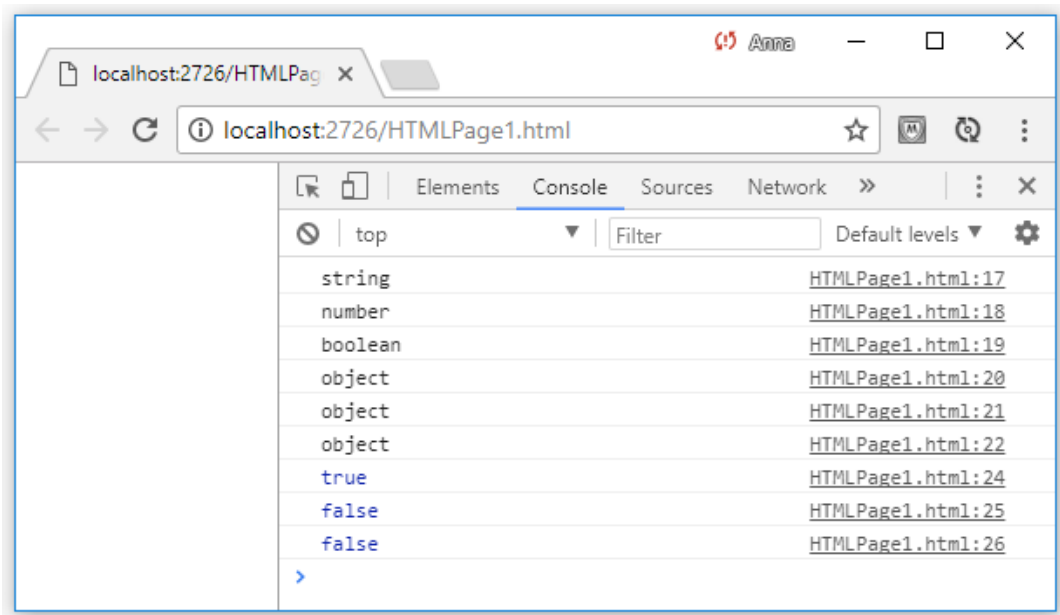 Anna
localhost:2726/HTMLPag
localhost:2726/HTMLPage1.html
Elements Console Sources Network »
top Filter Default levels
string HTMLPage1.html:17
number HTMLPage1.html:18
boolean HTMLPage1.html:19
object HTMLPage1.html:20
object HTMLPage1.html:21
object HTMLPage1.html:22
true HTMLPage1.html:24
false HTMLPage1.html:25
false HTMLPage1.html:26